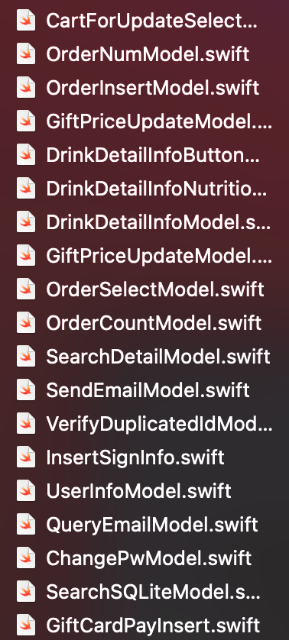 CartForUpdateSelect...
OrderNumModel.swift
OrderInsertModel.swift
GiftPriceUpdateModel....
DrinkDetailInfoButton...
DrinkDetailInfoNutritio...
DrinkDetailInfoModel.s...
GiftPriceUpdateModel....
OrderSelectModel.swift
OrderCountModel.swift
SearchDetailModel.swift
SendEmailModel.swift
VerifyDuplicatedIdMod...
InsertSignInfo.swift
UserInfoModel.swift
QueryEmailModel.swift
ChangePwModel.swift
SearchSQLiteModel.s...
GiftCardPayInsert.swift